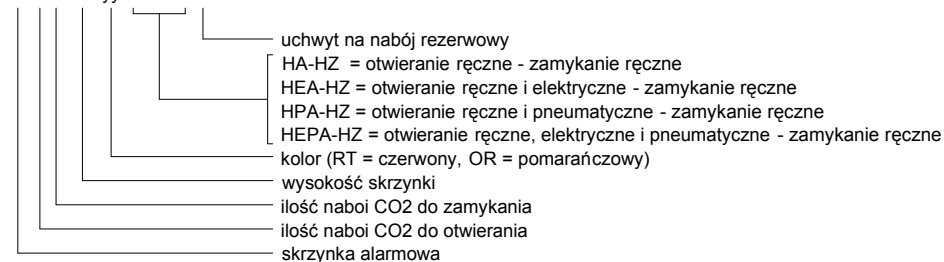 uchwyt na nabój rezerwowy
HA-HZ = otwieranie ręczne - zamykanie ręczne
HEA-HZ = otwieranie ręczne i elektryczne - zamykanie ręczne
HPA-HZ = otwieranie ręczne i pneumatyczne - zamykanie ręczne
HEPA-HZ = otwieranie ręczne, elektryczne i pneumatyczne - zamykanie ręczne
kolor (RT = czerwony, OR = pomarańczowy)
wysokość skrzynki
ilość naboi CO2 do zamykania
ilość naboi CO2 do otwierania
skrzynka alarmowa